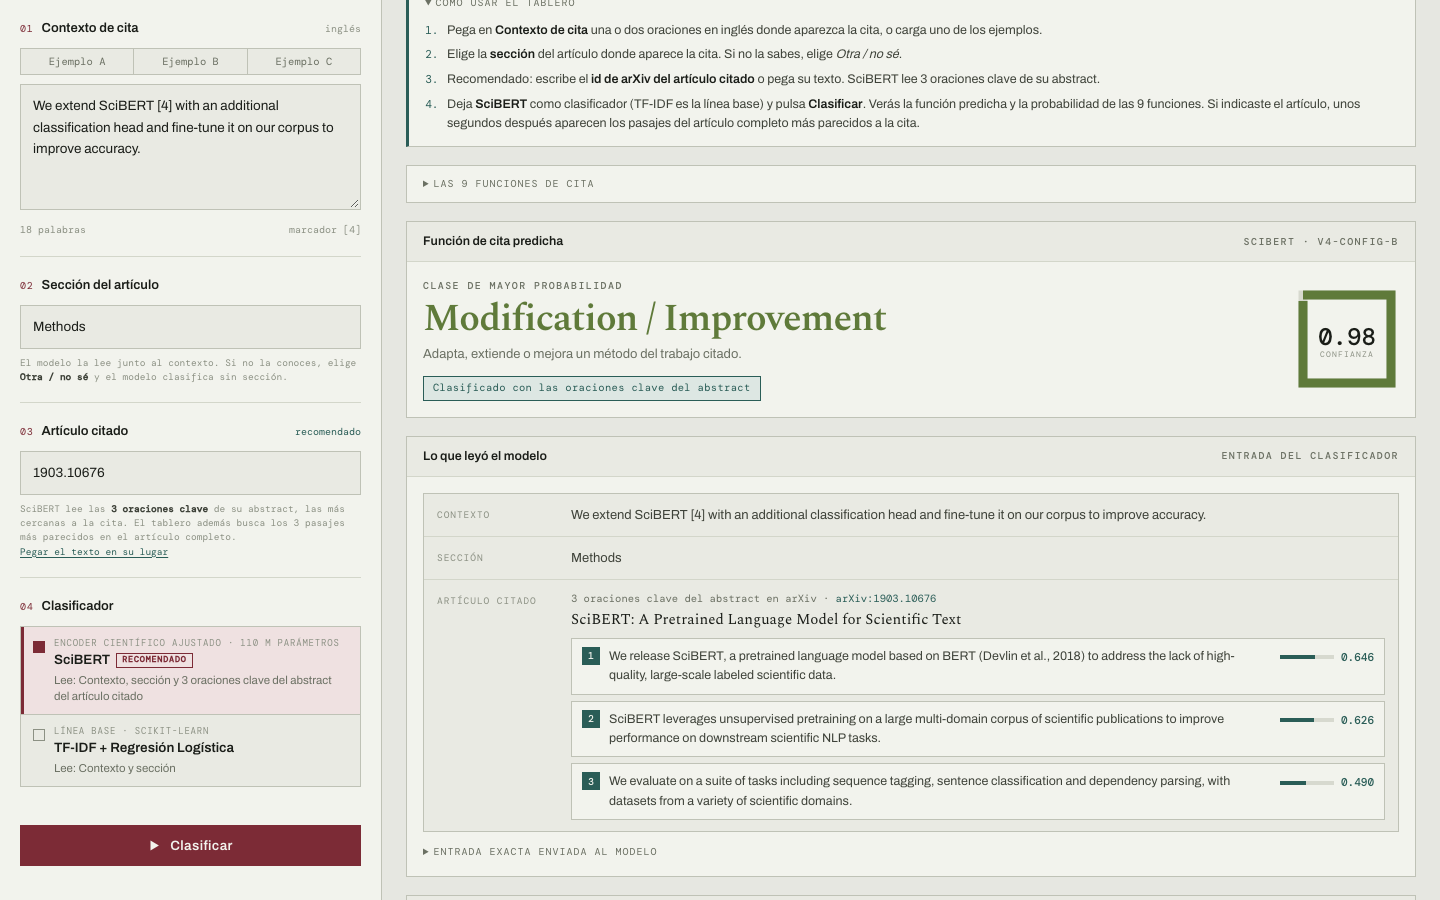 01 Contexto de cita inglés
Ejemplo A Ejemplo B Ejemplo C
We extend SciBERT [4] with an additional
classification head and fine-tune it on our corpus to
improve accuracy.
18 palabras marcador [4]
02 Sección del artículo
Methods
El modelo la lee junto al contexto. Si no la conoces, elige
Otra / no sé y el modelo clasifica sin sección.
03 Artículo citado recomendado
1903.10676
SciBERT lee las 3 oraciones clave de su abstract, las más
cercanas a la cita. El tablero además busca los 3 pasajes
más parecidos en el artículo completo.
Pegar el texto en su lugar
04 Clasificador
ENCODER CIENTÍFICO AJUSTADO · 110 M PARÁMETROS
SciBERT RECOMENDADO
Lee: Contexto, sección y 3 oraciones clave del abstract
del artículo citado
LÍNEA BASE · SCIKIT-LEARN
TF-IDF + Regresión Logística
Lee: Contexto y sección
▶ Clasificar
▼ CÓMO USAR EL TABLERO
1. Pega en Contexto de cita una o dos oraciones en inglés donde aparezca la cita, o carga uno de los ejemplos.
2. Elige la sección del artículo donde aparece la cita. Si no la sabes, elige Otra / no sé.
3. Recomendado: escribe el id de arXiv del artículo citado o pega su texto. SciBERT lee 3 oraciones clave de su abstract.
4. Deja SciBERT como clasificador (TF-IDF es la línea base) y pulsa Clasificar. Verás la función predicha y la probabilidad de las 9 funciones. Si indicaste el artículo, unos
segundos después aparecen los pasajes del artículo completo más parecidos a la cita.
▶ LAS 9 FUNCIONES DE CITA
Función de cita predicha SCIBERT · V4-CONFIG-B
CLASE DE MAYOR PROBABILIDAD
Modification / Improvement
Adapta, extiende o mejora un método del trabajo citado.
Clasificado con las oraciones clave del abstract
0.98
CONFIANZA
Lo que leyó el modelo ENTRADA DEL CLASIFICADOR
CONTEXTO We extend SciBERT [4] with an additional classification head and fine-tune it on our corpus to improve accuracy.
SECCIÓN Methods
ARTÍCULO CITADO 3 oraciones clave del abstract en arXiv · arXiv:1903.10676
SciBERT: A Pretrained Language Model for Scientific Text
1 We release SciBERT, a pretrained language model based on BERT (Devlin et al., 2018) to address the lack of high- 0.646
quality, large-scale labeled scientific data.
2 SciBERT leverages unsupervised pretraining on a large multi-domain corpus of scientific publications to improve 0.626
performance on downstream scientific NLP tasks.
3 We evaluate on a suite of tasks including sequence tagging, sentence classification and dependency parsing, with 0.490
datasets from a variety of scientific domains.
▶ ENTRADA EXACTA ENVIADA AL MODELO